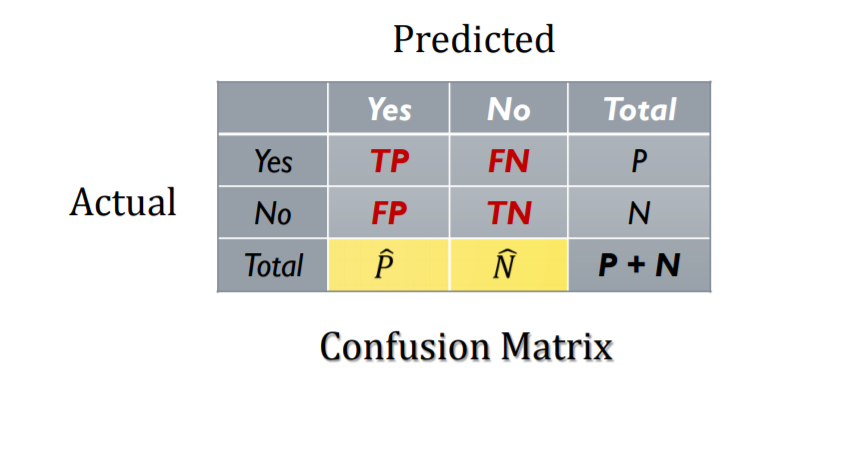 Predicted
Yes No Total
Yes TP FN P
Actual
No FP TN N
Total P̂ N̂ P + N
Confusion Matrix